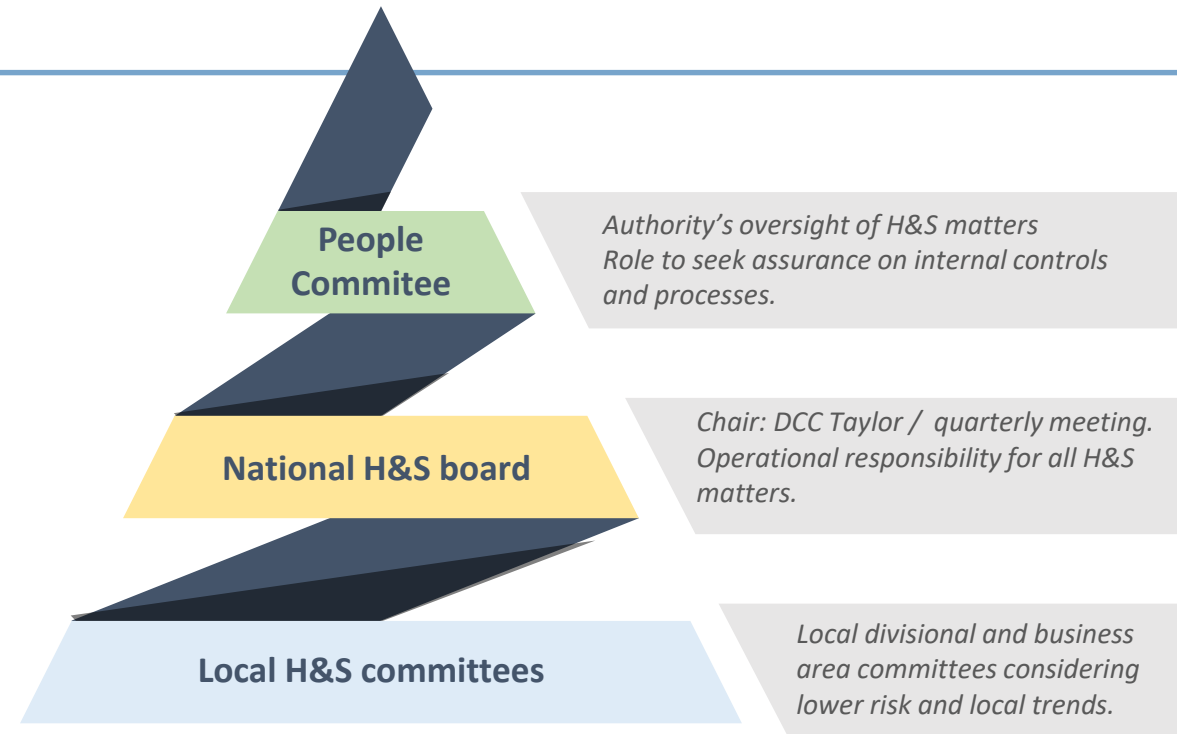 People
Commitee
Authority’s oversight of H&S matters
Role to seek assurance on internal controls
and processes.
National H&S board
Chair: DCC Taylor /  quarterly meeting.
Operational responsibility for all H&S
matters.
Local H&S committees
Local divisional and business
area committees considering
lower risk and local trends.